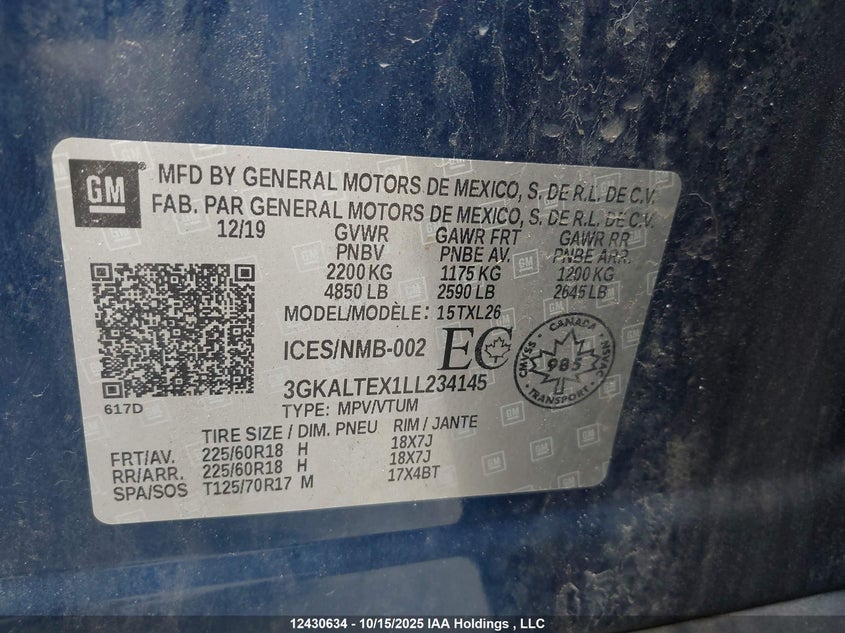 GM
MFD BY GENERAL MOTORS DE MEXICO, S. DE R.L. DE C.V.
FAB. PAR GENERAL MOTORS DE MEXICO, S. DE R.L. DE C.V.
12/19 GVWR GAWR FRT GAWR RR
PNBV PNBE AV. PNBE ARR.
2200 KG 1175 KG 1200 KG
4850 LB 2590 LB 2645 LB
MODEL/MODÈLE: 15TXL26
ICES/NMB-002 EC
CANADA
985
TRANSPORT
SVNC NSVAC
3GKALTEX1LL234145
617D
TYPE: MPV/VTUM
TIRE SIZE / DIM. PNEU RIM / JANTE
FRT/AV. 225/60R18 H 18X7J
RR/ARR. 225/60R18 H 18X7J
SPA/SOS T125/70R17 M 17X4BT
12430634 - 10/15/2025 IAA Holdings , LLC